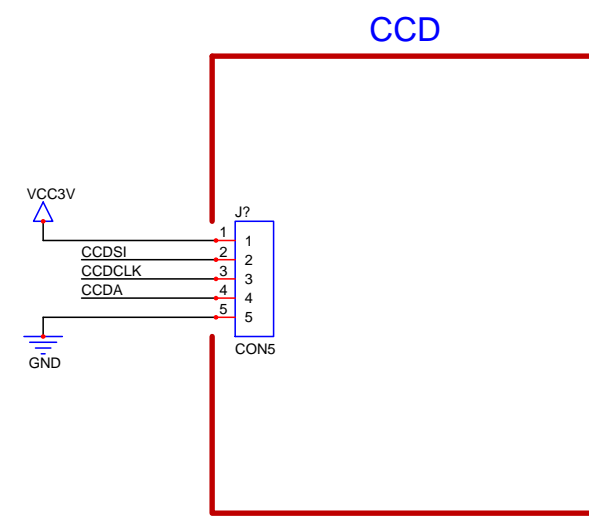 CCD
VCC3V
J?
1 1
CCDSI 2 2
CCDCLK 3 3
CCDA 4 4
5 5
CON5
GND